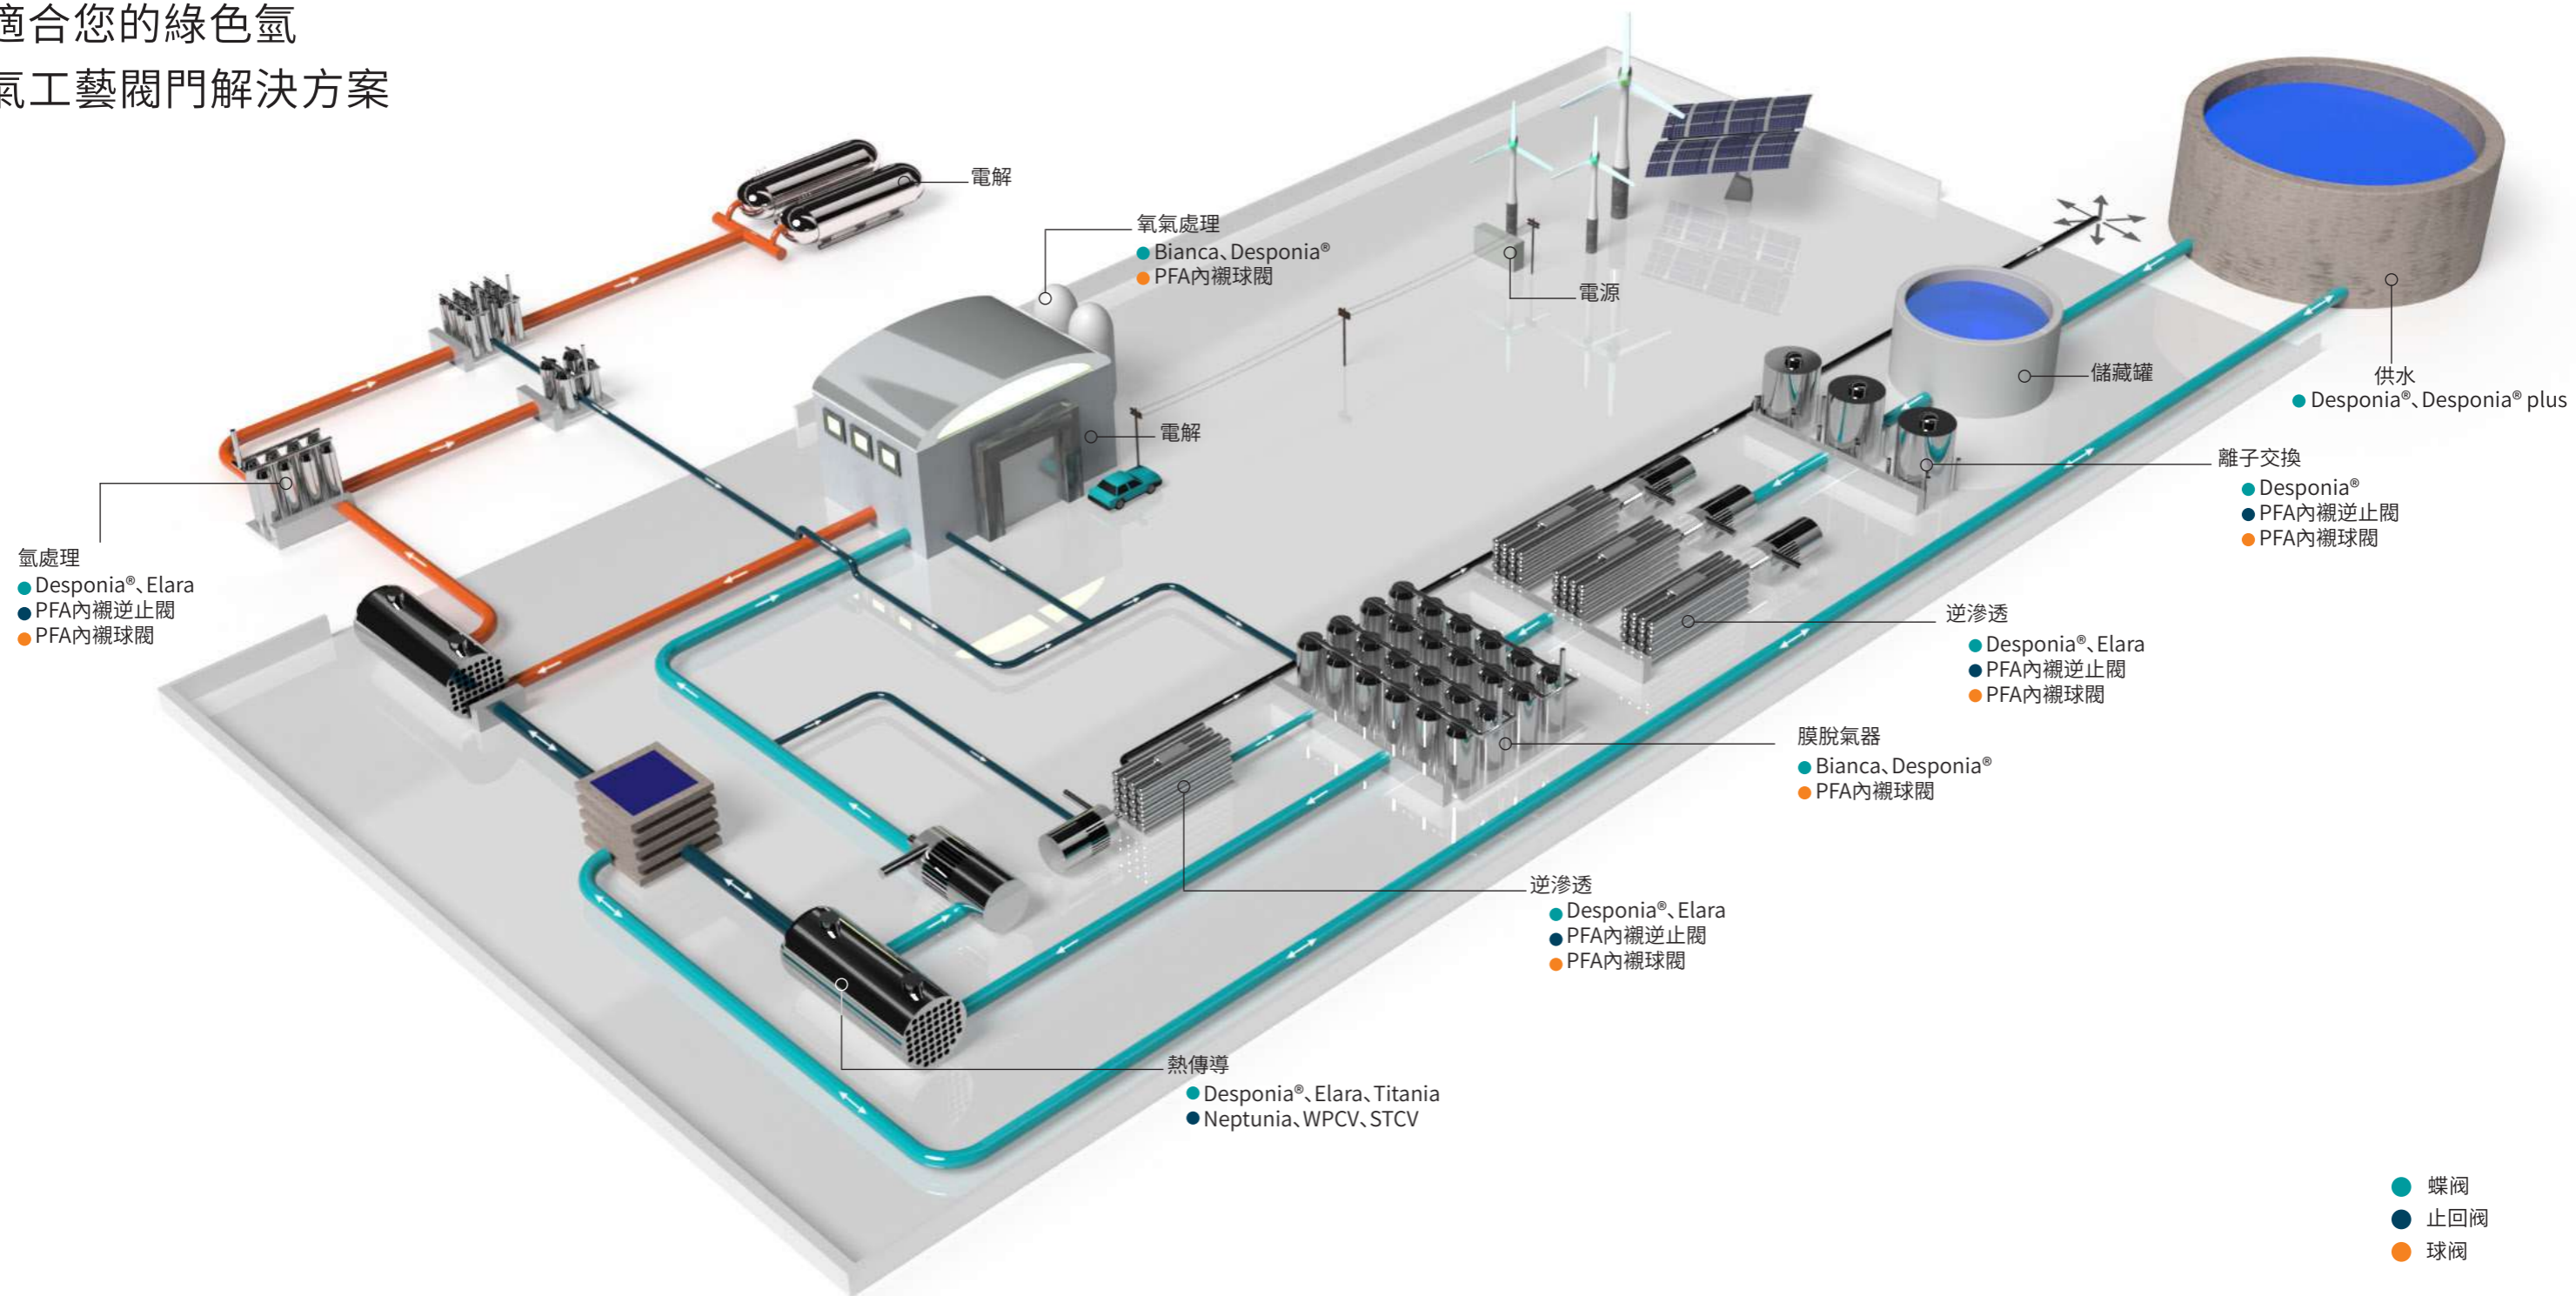 適合您的綠色氫
氣工藝閥門解決方案
電解
氧氣處理
Bianca、Desponia®
PFA內襯球閥
電源
儲藏罐
供水
Desponia®、Desponia® plus
電解
離子交換
Desponia®
PFA內襯逆止閥
PFA內襯球閥
氫處理
Desponia®、Elara
PFA內襯逆止閥
PFA內襯球閥
逆滲透
Desponia®、Elara
PFA內襯逆止閥
PFA內襯球閥
膜脫氣器
Bianca、Desponia®
PFA內襯球閥
逆滲透
Desponia®、Elara
PFA內襯逆止閥
PFA內襯球閥
熱傳導
Desponia®、Elara、Titania
Neptunia、WPCV、STCV
蝶阀
止回阀
球阀